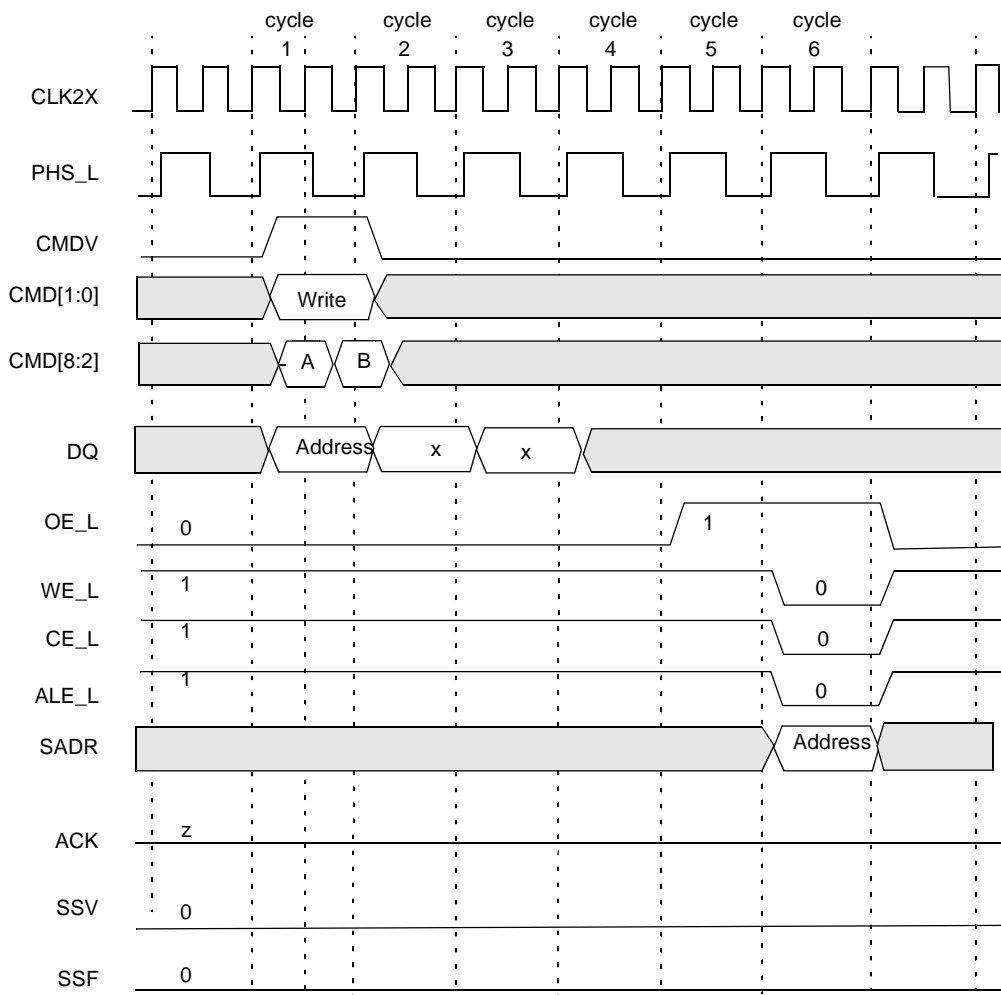 cycle cycle cycle cycle cycle cycle
1 2 3 4 5 6
CLK2X
PHS_L
CMDV
CMD[1:0] Write
CMD[8:2] A B
DQ Address x x
OE_L 0 1
WE_L 1 0
CE_L 1 0
ALE_L 1 0
SADR Address
ACK z
SSV 0
SSF 0